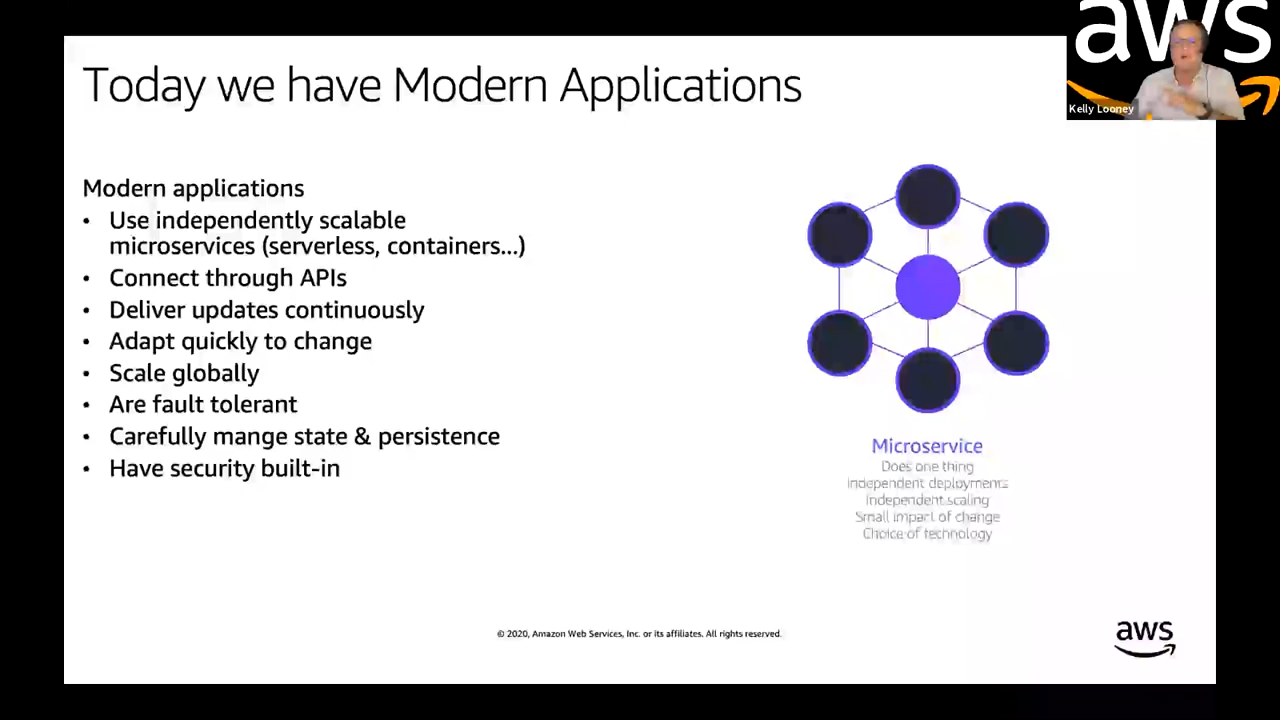 aws
Kelly Looney
Today we have Modern Applications
Modern applications
• Use independently scalable
microservices (serverless, containers...)
• Connect through APIs
• Deliver updates continuously
• Adapt quickly to change
• Scale globally
• Are fault tolerant
• Carefully mange state & persistence
• Have security built-in
Microservice
Does one thing
Independent deployments
Independent scaling
Small impact of change
Choice of technology
© 2020, Amazon Web Services, Inc. or its affiliates. All rights reserved.
aws